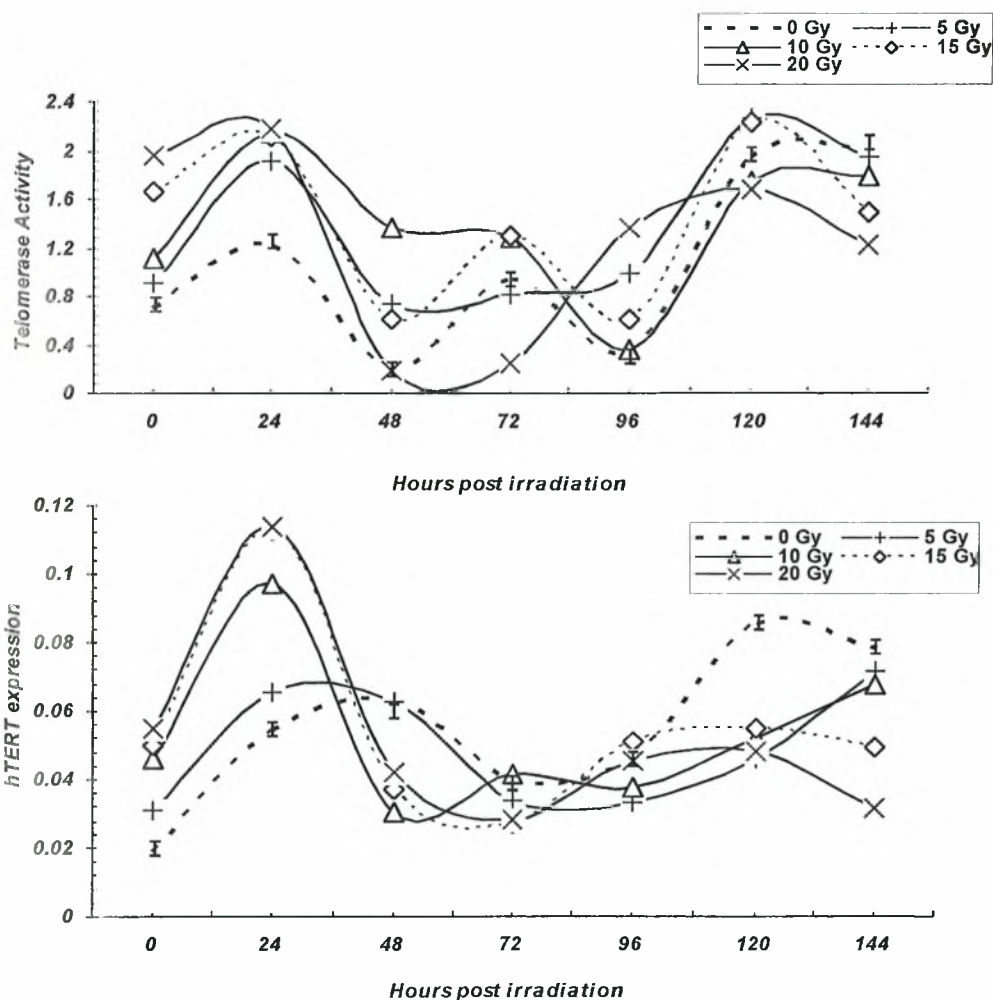 0 Gy 5 Gy
10 Gy 15 Gy
20 Gy
Telomerase Activity
2.4
2
1.6
1.2
0.8
0.4
0
0 24 48 72 96 120 144
Hours post irradiation
hTERT expression
0.12
0.1
0.08
0.06
0.04
0.02
0
0 Gy 5 Gy
10 Gy 15 Gy
20 Gy
0 24 48 72 96 120 144
Hours post irradiation